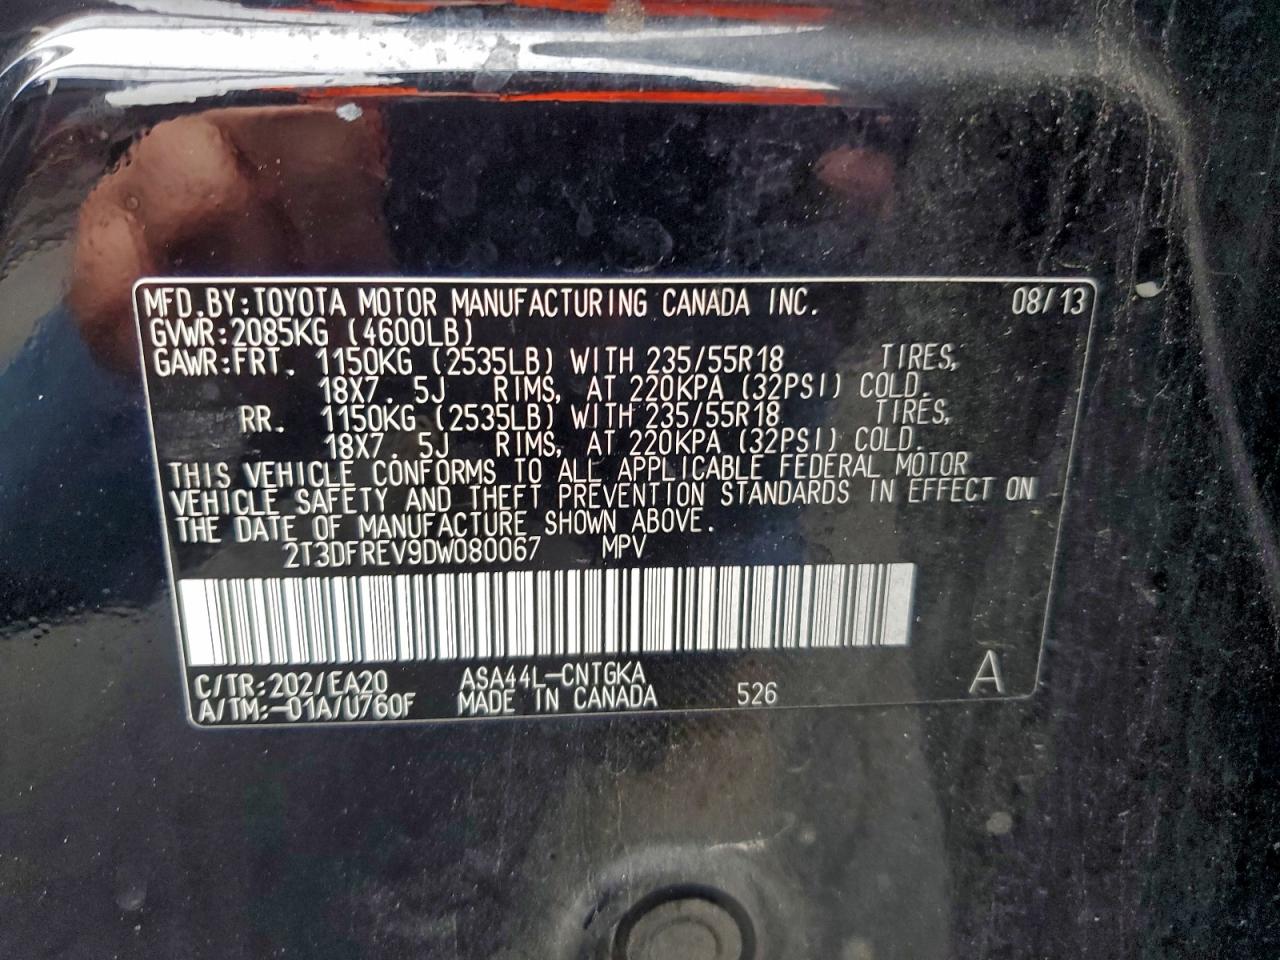 MFD.BY:TOYOTA MOTOR MANUFACTURING CANADA INC. 08/13
GVWR:2085KG (4600LB)
GAWR:FRT. 1150KG (2535LB) WITH 235/55R18 TIRES,
18X7.5J RIMS, AT 220KPA (32PSI) COLD.
RR. 1150KG (2535LB) WITH 235/55R18 TIRES,
18X7.5J RIMS, AT 220KPA (32PSI) COLD.
THIS VEHICLE CONFORMS TO ALL APPLICABLE FEDERAL MOTOR
VEHICLE SAFETY AND THEFT PREVENTION STANDARDS IN EFFECT ON
THE DATE OF MANUFACTURE SHOWN ABOVE.
2T3DFREV9DW080067 MPV
C/TR:202/EA20 ASA44L-CNTGKA
A/TM:-01A/U760F MADE IN CANADA 526 A